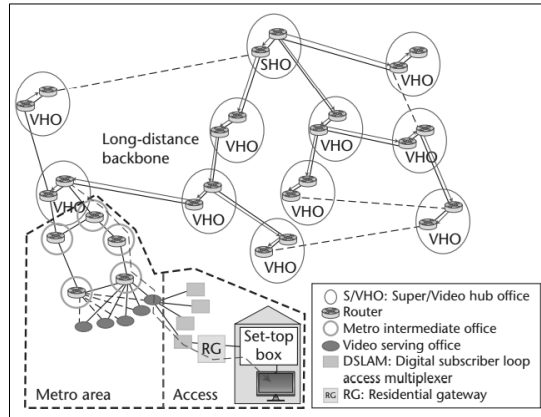 SHO
VHO
VHO
VHO
VHO
VHO
Long-distance
backbone
VHO
VHO
VHO
VHO
VHO
Set-top
box
RG
Metro area
Access
S/VHO: Super/Video hub office
Router
Metro intermediate office
Video serving office
DSLAM: Digital subscriber loop
access multiplexer
RG
RG: Residential gateway